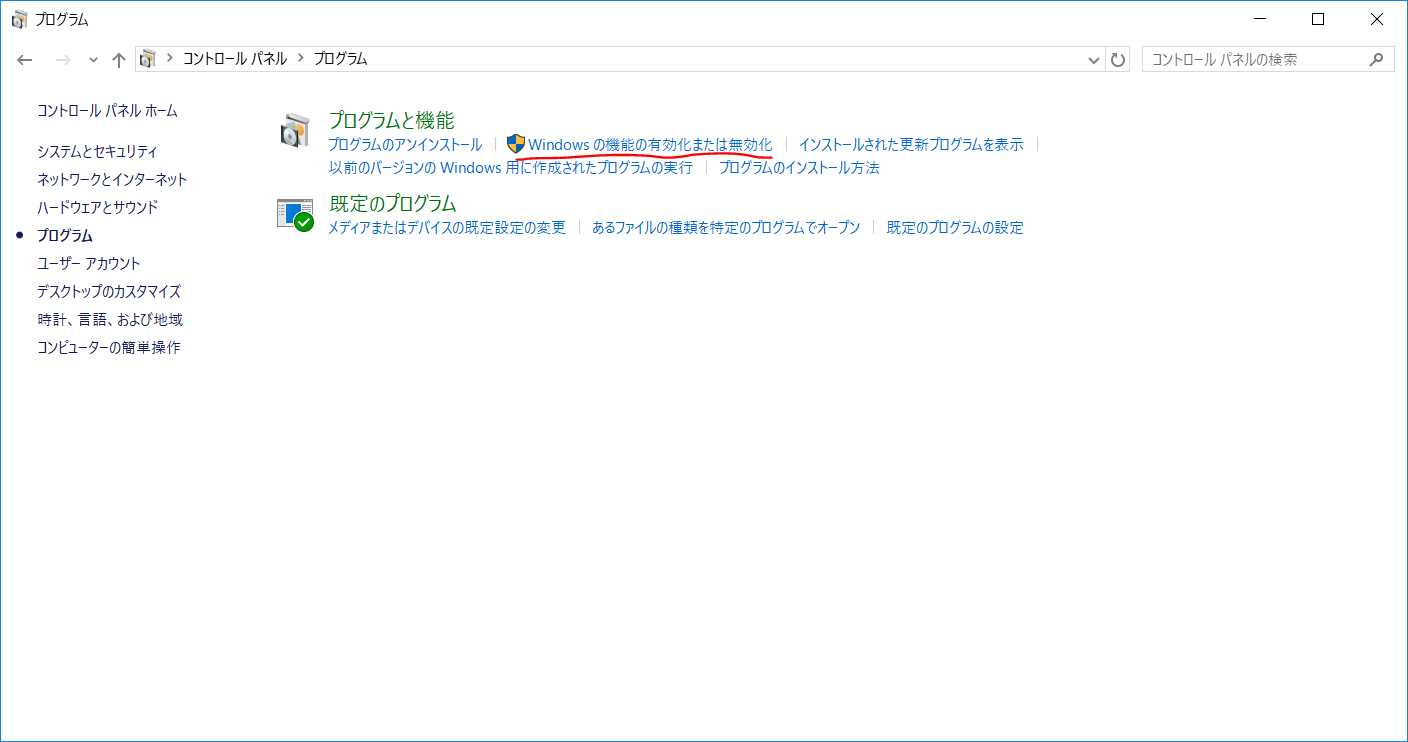 プログラム
コントロール パネル プログラム
コントロール パネルの検索
コントロール パネル ホーム
システムとセキュリティ
ネットワークとインターネット
ハードウェアとサウンド
プログラム
ユーザー アカウント
デスクトップのカスタマイズ
時計、言語、および地域
コンピューターの簡単操作
プログラムと機能
プログラムのアンインストール Windows の機能の有効化または無効化 インストールされた更新プログラムを表示
以前のバージョンの Windows 用に作成されたプログラムの実行 プログラムのインストール方法
既定のプログラム
メディアまたはデバイスの既定設定の変更 あるファイルの種類を特定のプログラムでオープン 既定のプログラムの設定